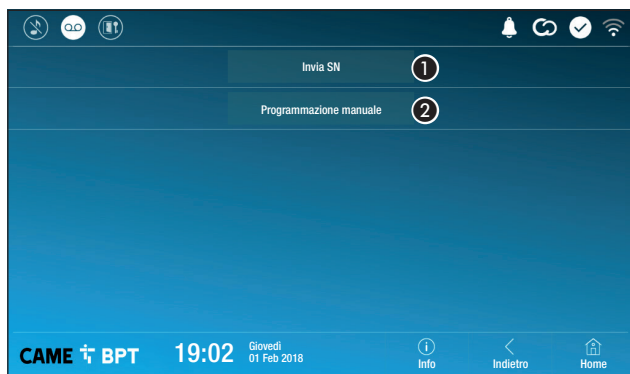 Invia SN
1
Programmazione manuale
2
CAME BPT
19:02
Giovedì
01 Feb 2018
Info
Indietro
Home